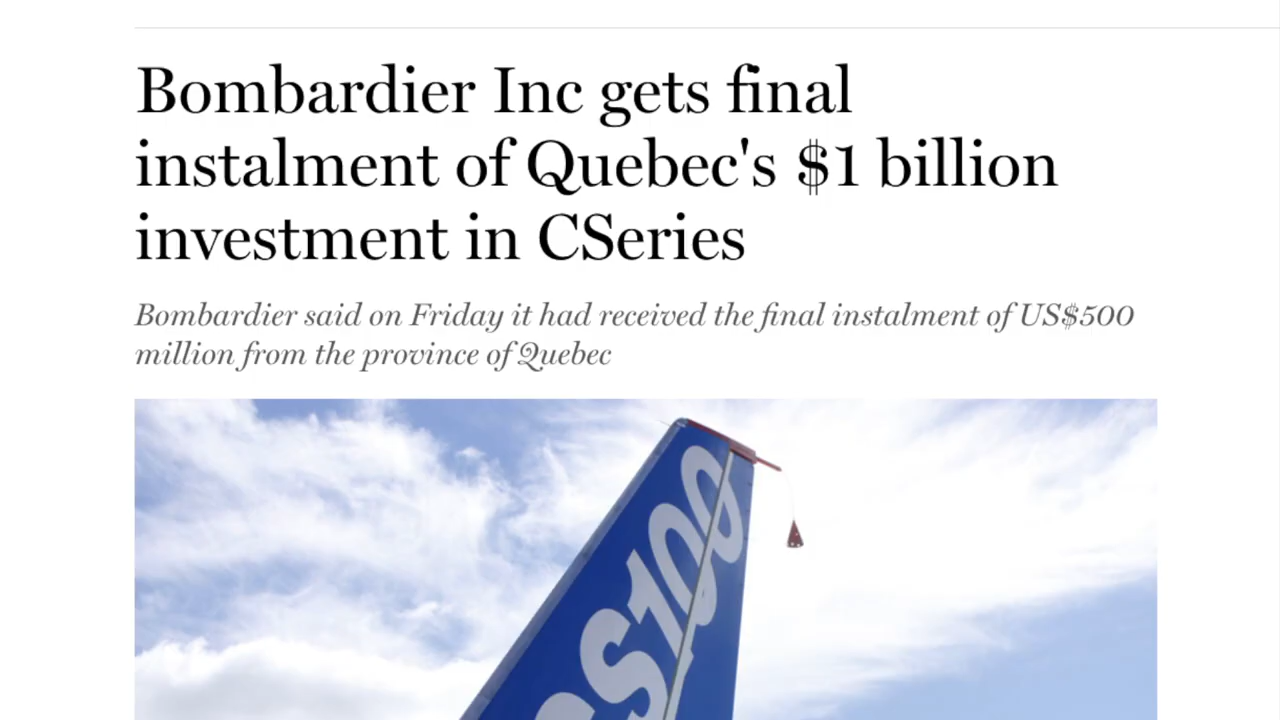 Bombardier Inc gets final
instalment of Quebec's $1 billion
investment in CSeries
Bombardier said on Friday it had received the final instalment of US$500
million from the province of Quebec
CS100